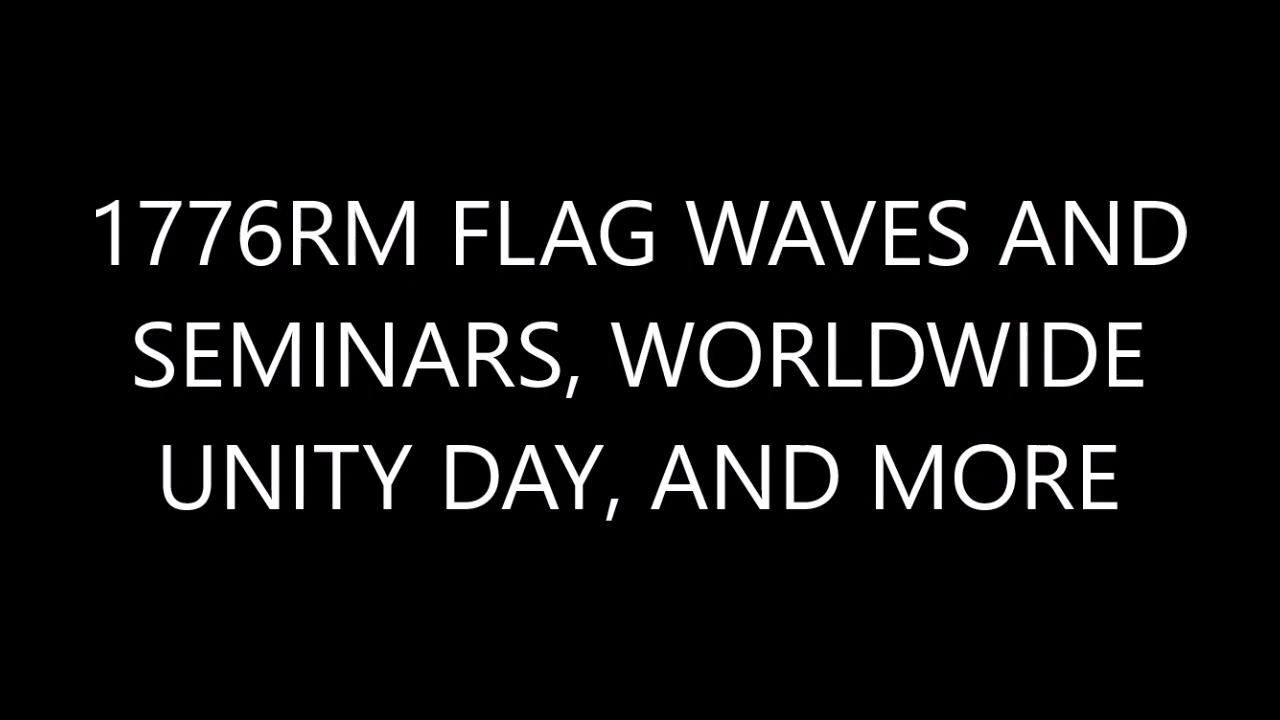 1776RM FLAG WAVES AND
SEMINARS, WORLDWIDE
UNITY DAY, AND MORE